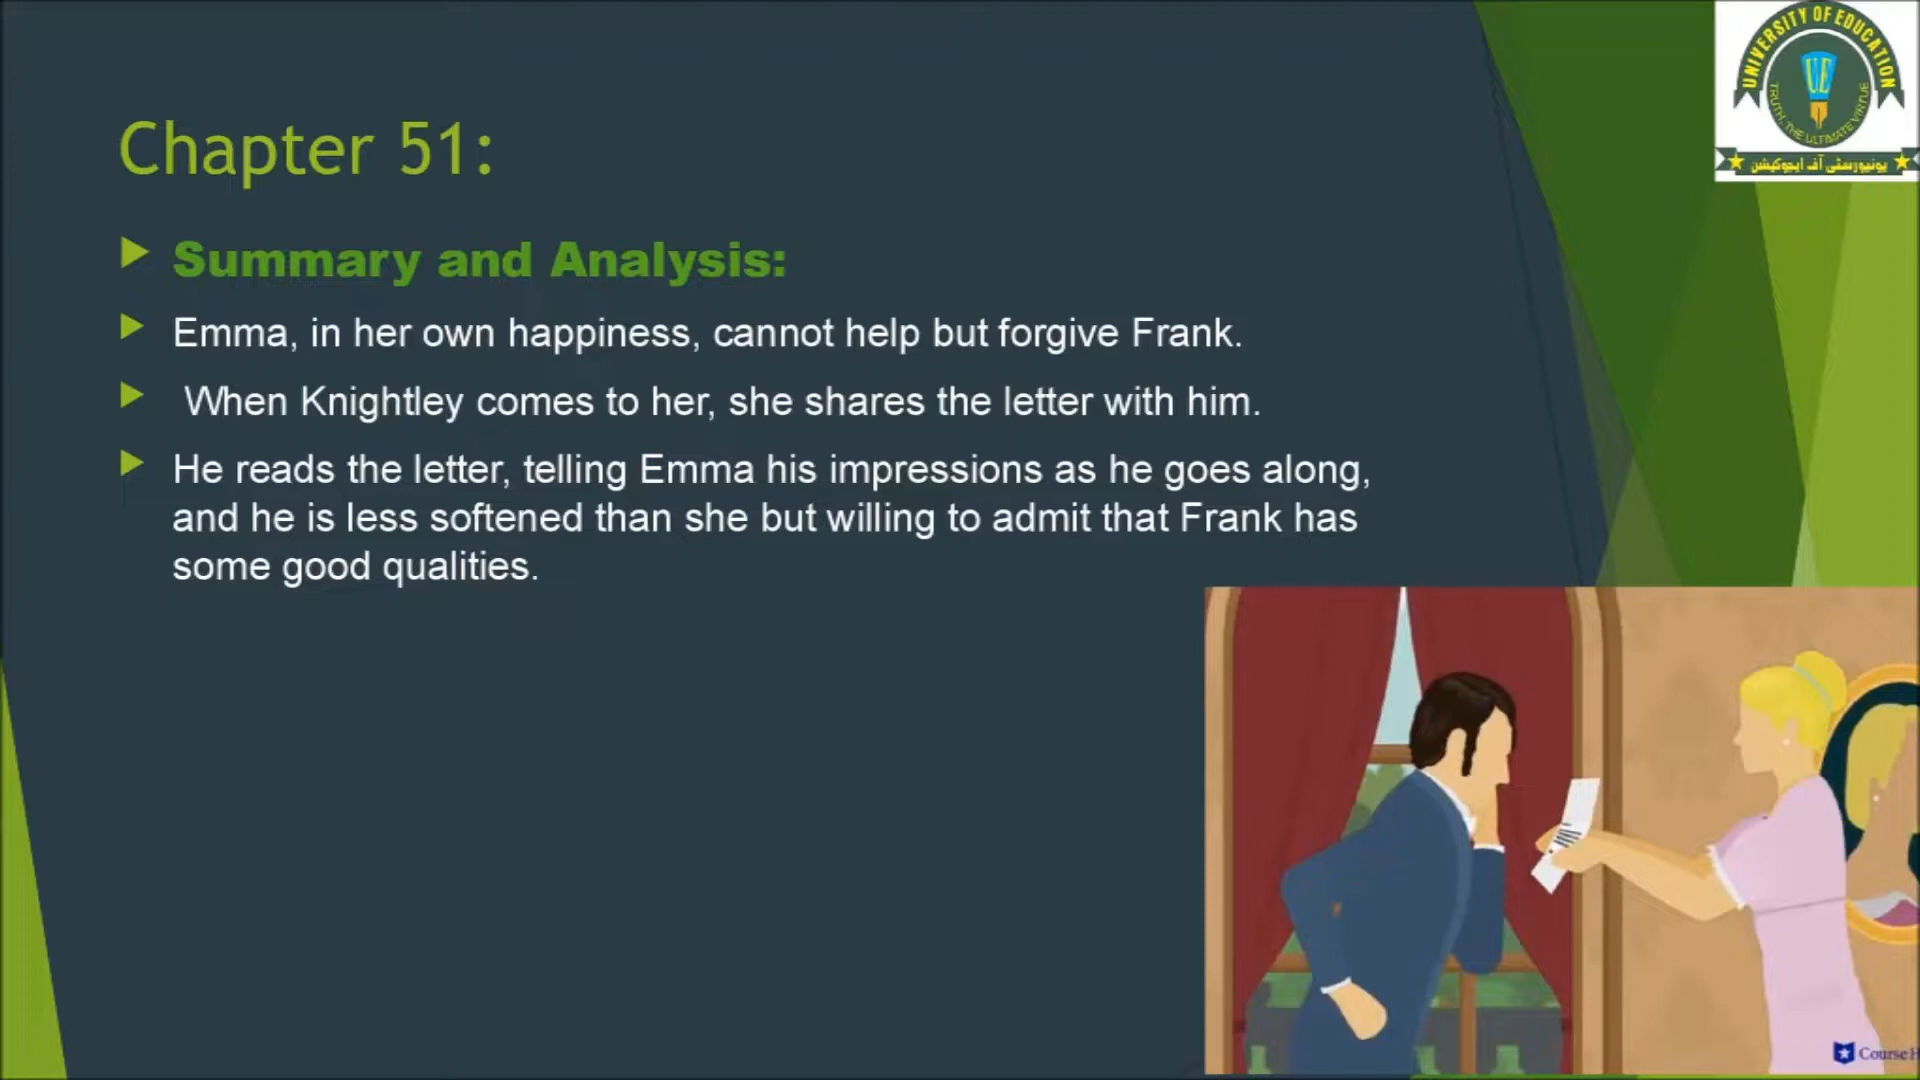 UNIVERSITY OF EDUCATION
UE
TRUTH, THE ULTIMATE VIRTUE
یونیورسٹی آف ایجوکیشن
Chapter 51:
Summary and Analysis:
Emma, in her own happiness, cannot help but forgive Frank.
When Knightley comes to her, she shares the letter with him.
He reads the letter, telling Emma his impressions as he goes along,
and he is less softened than she but willing to admit that Frank has
some good qualities.
Course H